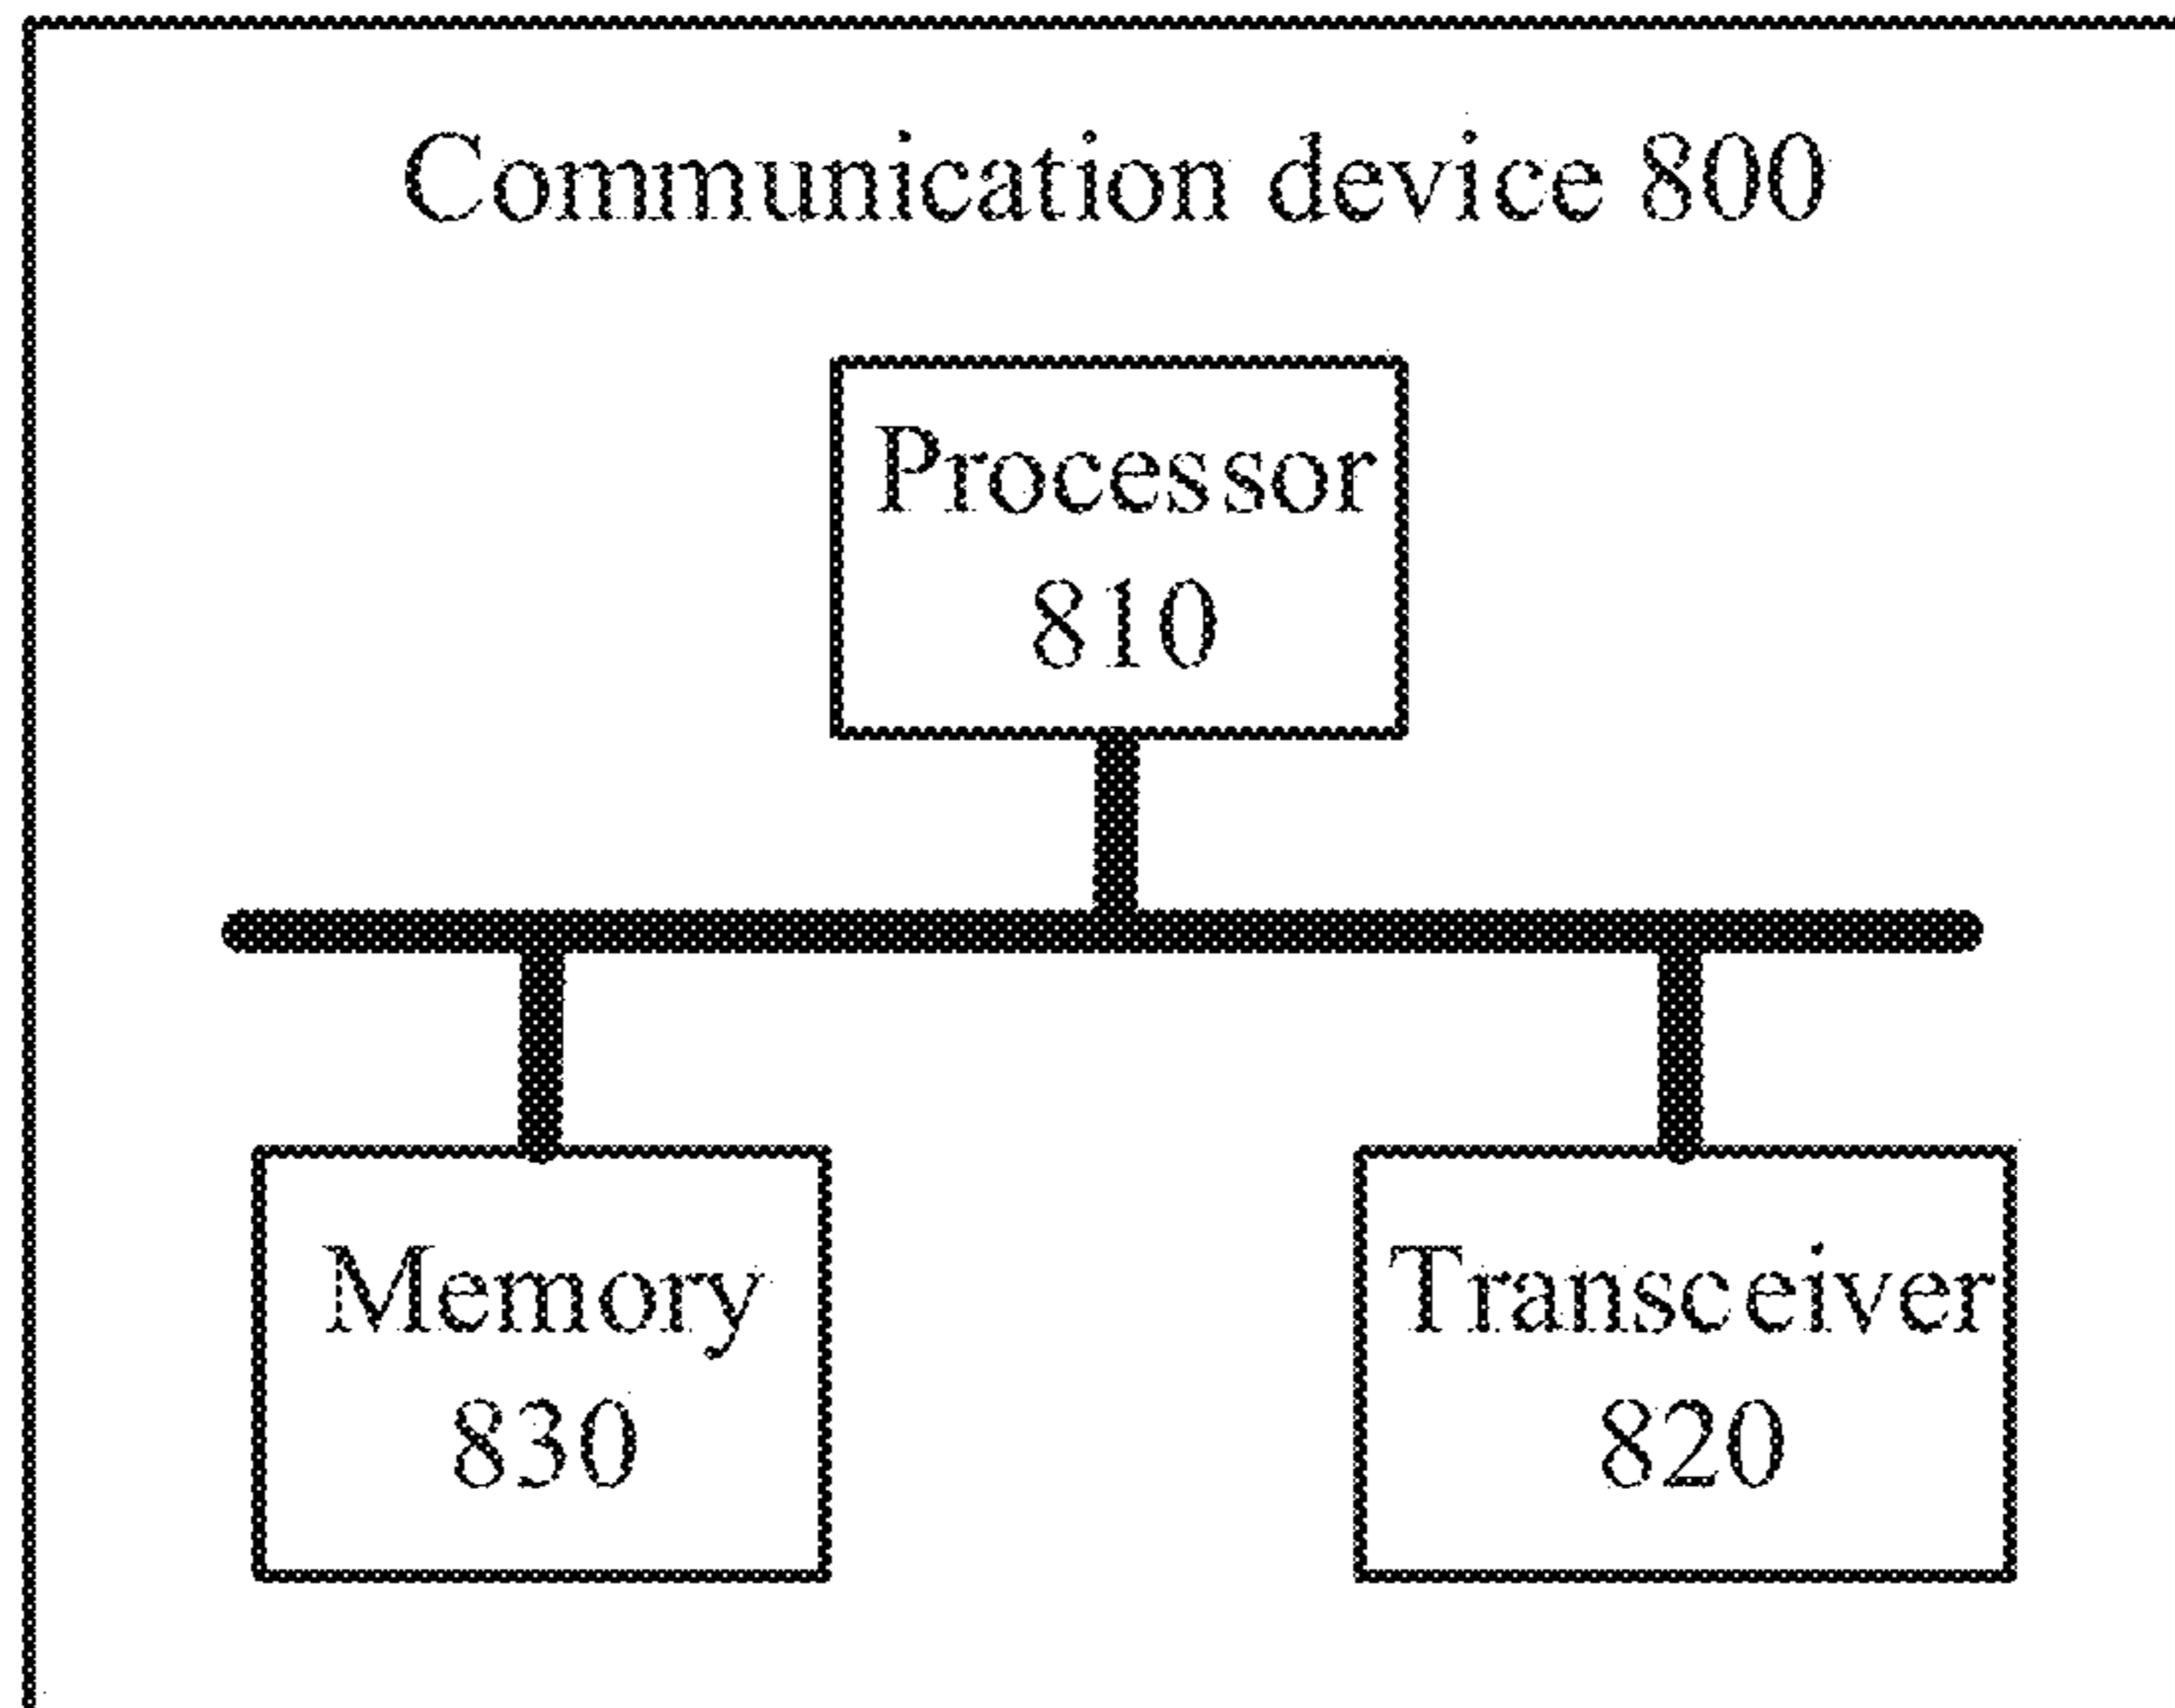 Communication device 800
Processor
810
Memory
830
Transceiver
820